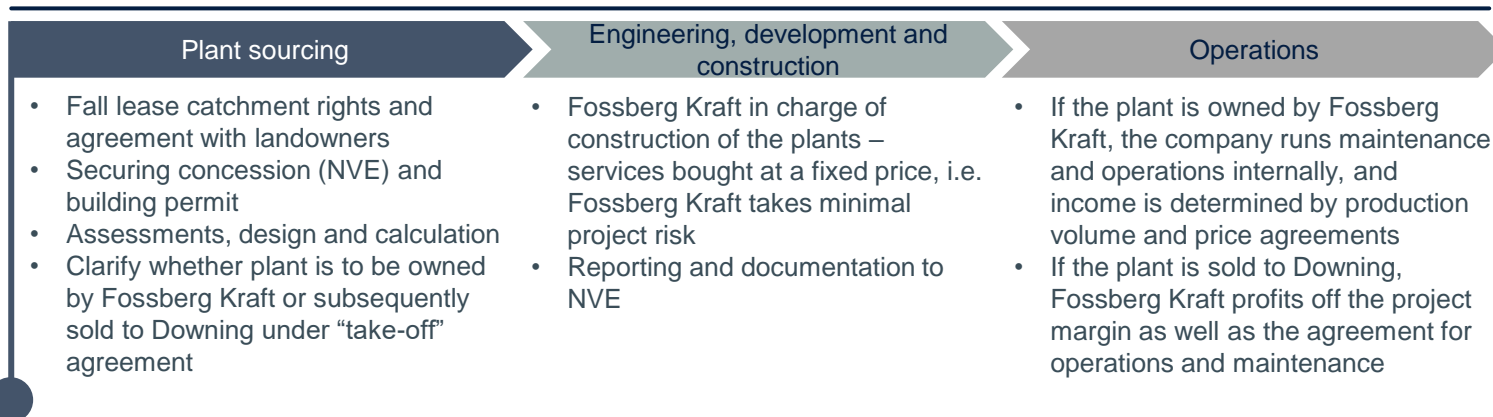 Plant sourcing
• Fall lease catchment rights and
agreement with landowners
• Securing concession (NVE) and
building permit
• Assessments, design and calculation
• Clarify whether plant is to be owned
by Fossberg Kraft or subsequently
sold to Downing under “take-off”
agreement
Engineering, development and
construction
• Fossberg Kraft in charge of
construction of the plants –
services bought at a fixed price, i.e.
Fossberg Kraft takes minimal
project risk
• Reporting and documentation to
NVE
Operations
• If the plant is owned by Fossberg
Kraft, the company runs maintenance
and operations internally, and
income is determined by production
volume and price agreements
• If the plant is sold to Downing,
Fossberg Kraft profits off the project
margin as well as the agreement for
operations and maintenance